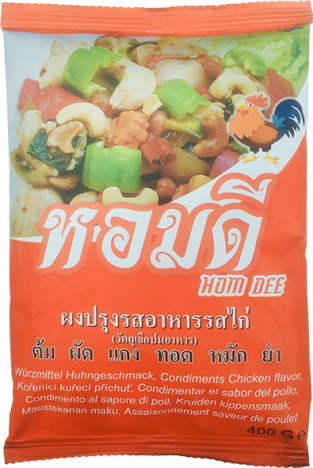 หอมดี
HOM DEE
ผงปรุงรสอาหารรสไก่
(วัตถุเจือปนอาหาร)
ต้ม ผัด แกง ทอด หมัก ยำ
Würzmittel Huhngeschmack, Condiments Chicken flavor,
Kořenici kuřecí příchuť, Condimentar el sabor del pollo,
Condimento al sapore di poll, Kruiden kippensmaak,
Maustekanan maku, Assaisonnement saveur de poulet
400 G e